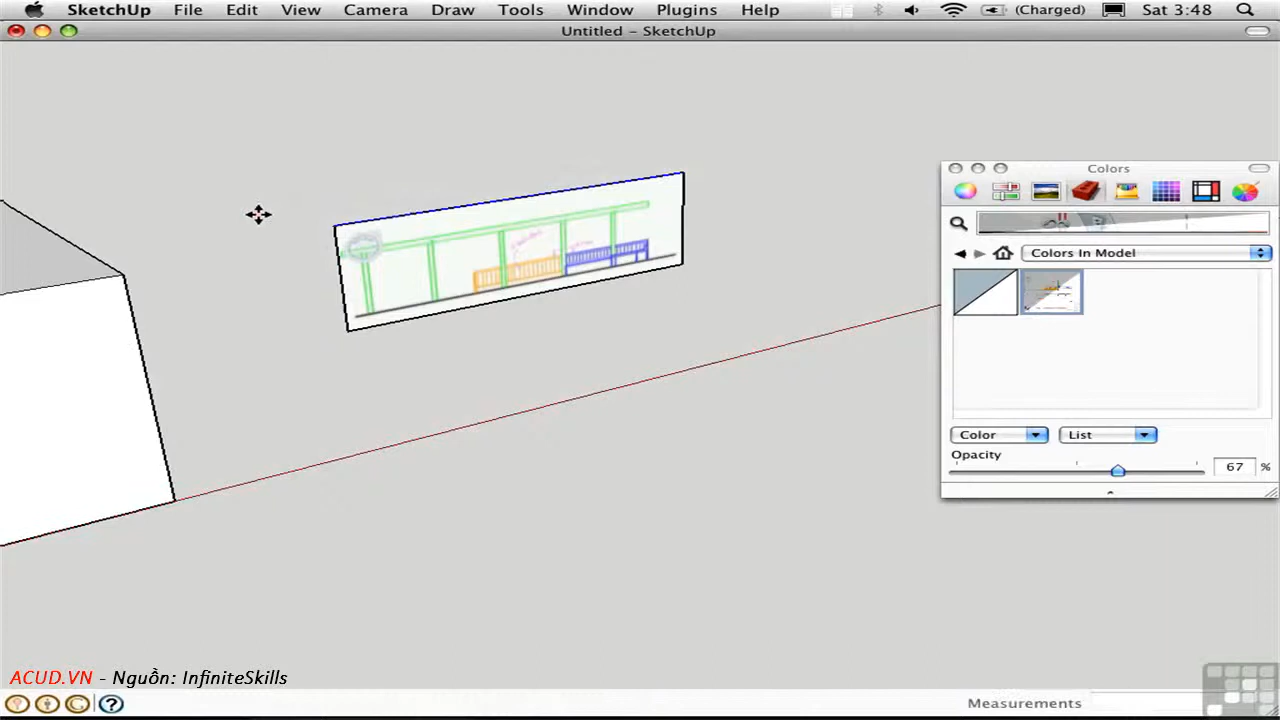 SketchUp File Edit View Camera Draw Tools Window Plugins Help (Charged) Sat 3:48
Untitled – SketchUp
Colors
Colors In Model
Color List
Opacity
67 %
ACUD.VN - Nguồn: InfiniteSkills
Measurements